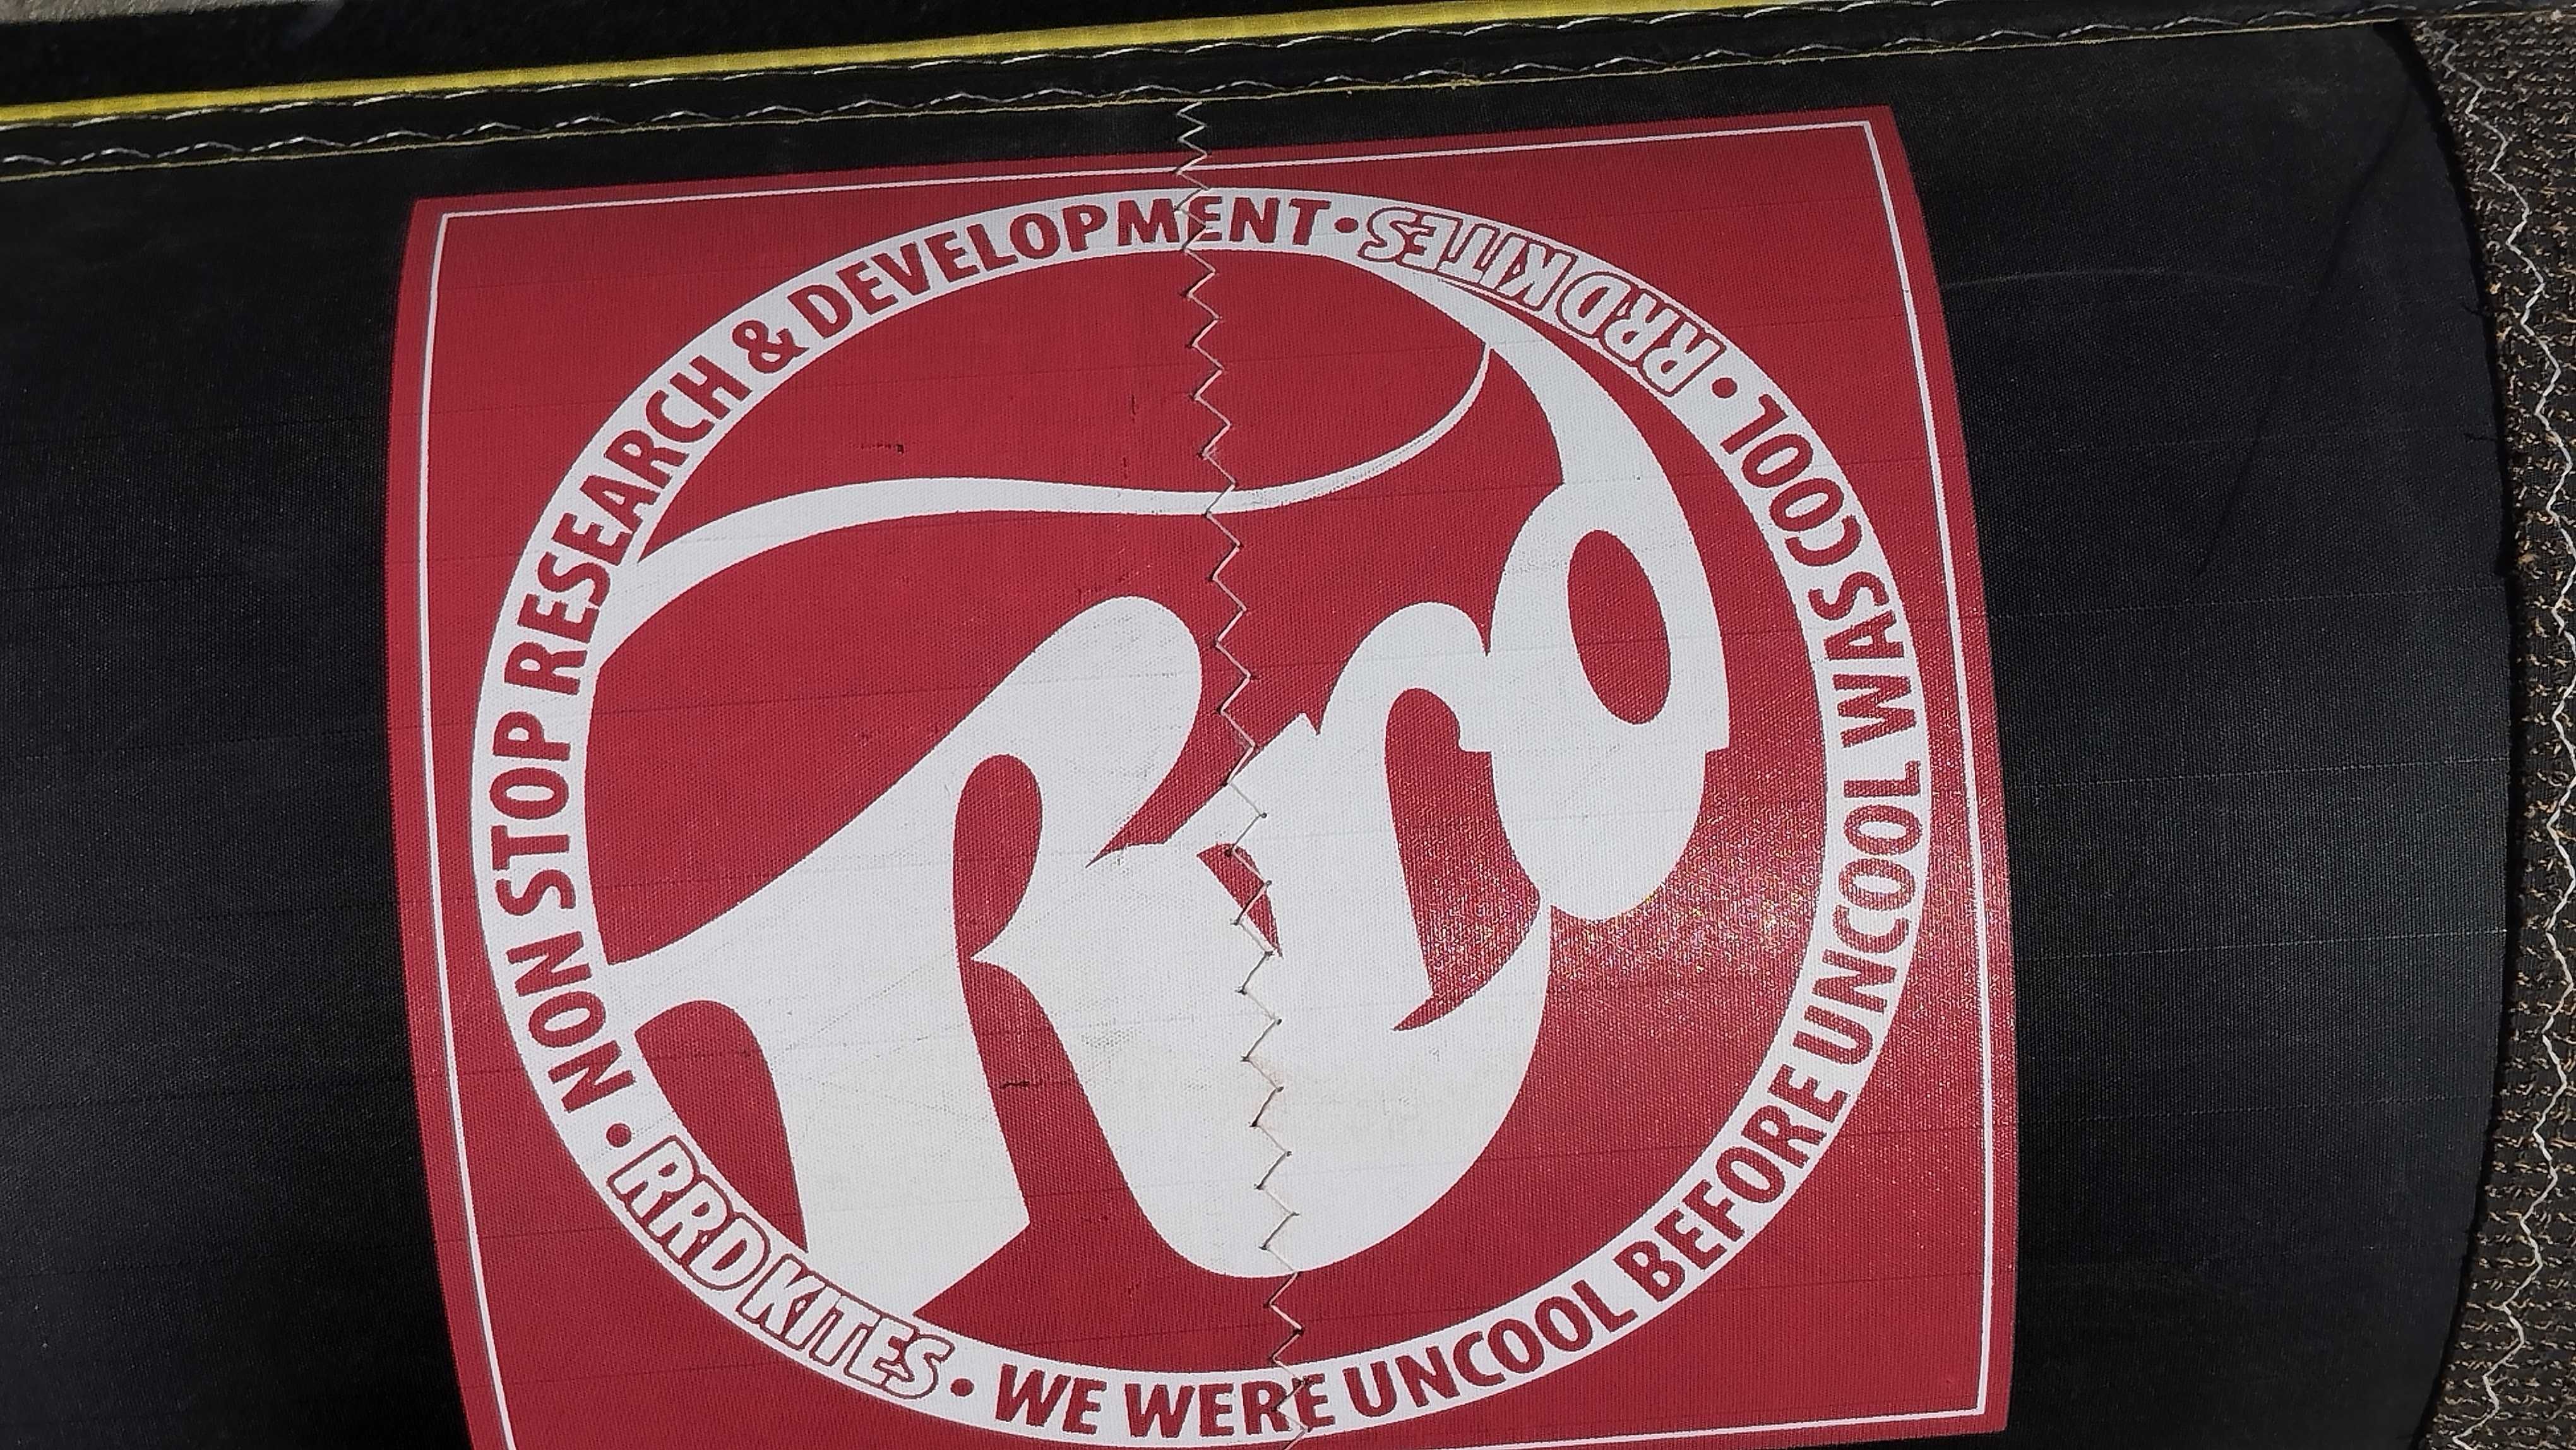 NON STOP RESEARCH & DEVELOPMENT •
RRD KITES •
WE WERE UNCOOL BEFORE UNCOOL WAS COOL •
RRD KITES •
RRD